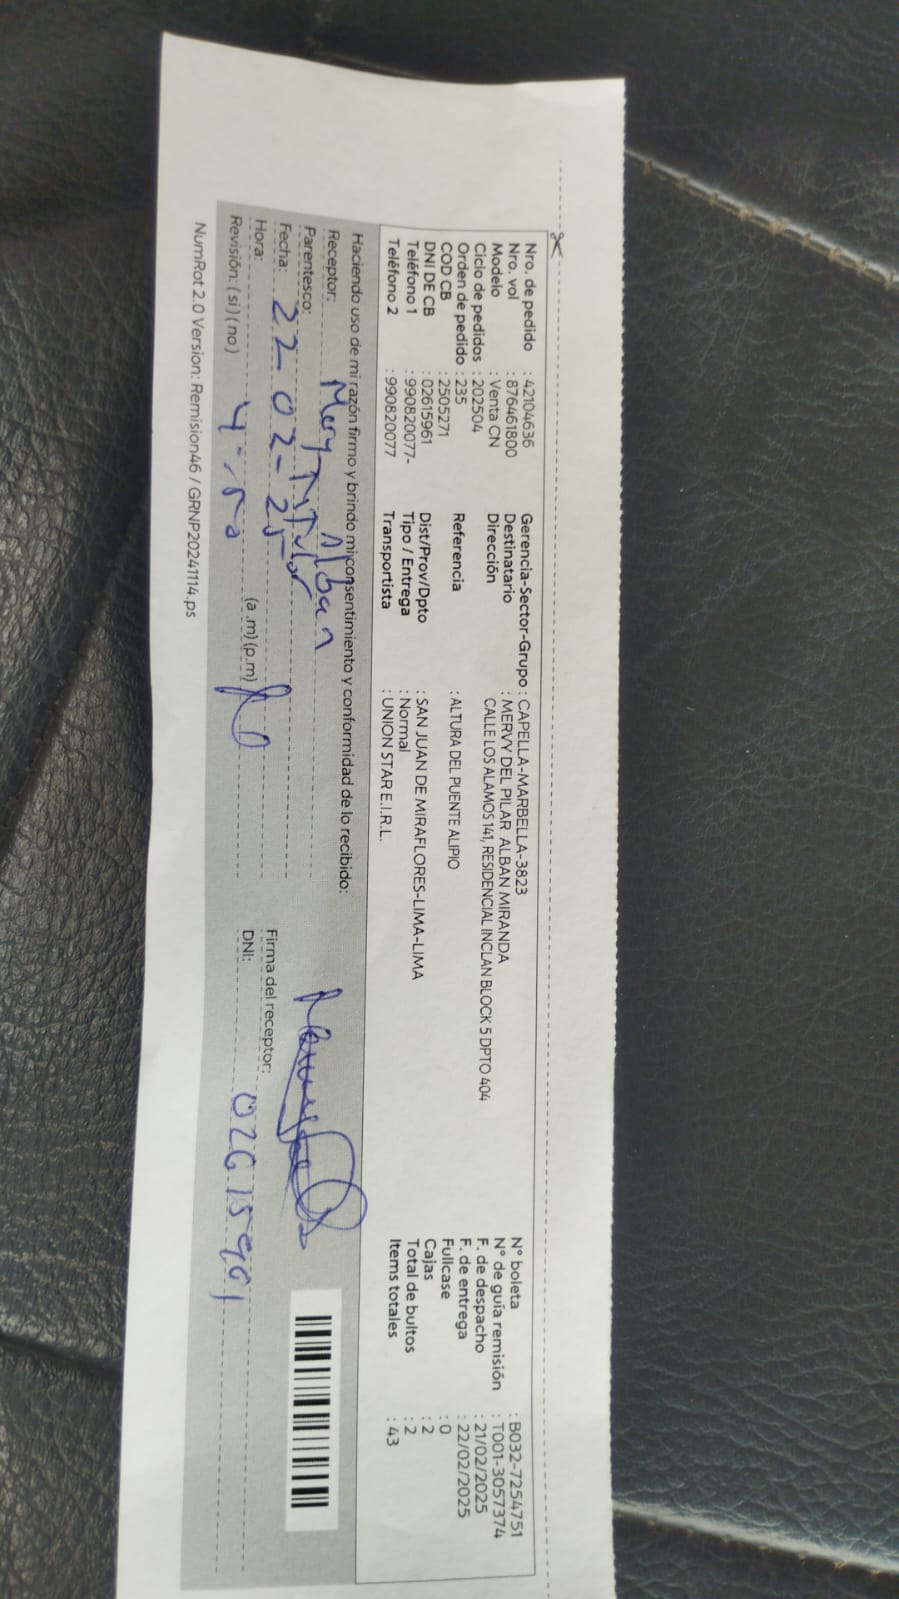 Nro. de pedido : 42104636
Nro. vol : 876461800
Modelo : Venta CN
Ciclo de pedidos : 202504
Orden de pedido : 235
COD CB : 2505271
DNI DE CB : 02615961
Teléfono 1 : 990820077-
Teléfono 2 : 990820077
Gerencia-Sector-Grupo : CAPELLA-MARBELLA-3823
Destinatario : MERVY DEL PILAR ALBAN MIRANDA
Dirección : CALLE LOS ALAMOS 141, RESIDENCIAL INCLAN BLOCK 5 DPTO 404
Referencia : ALTURA DEL PUENTE ALIPIO
Dist/Prov/Dpto : SAN JUAN DE MIRAFLORES-LIMA-LIMA
Tipo / Entrega : Normal
Transportista : UNION STAR E.I.R.L.
N° boleta : B032-7254751
N° de guía remisión : T001-3057374
F. de despacho : 21/02/2025
F. de entrega : 22/02/2025
Fullcase : 0
Cajas : 2
Total de bultos : 2
Items totales : 43
Haciendo uso de mi razón firmo y brindo mi consentimiento y conformidad de lo recibido:
Receptor: Alban
Parentesco: Titular
Fecha: 22-02-25
Hora: (a.m)(p.m)
Revisión: (si) (no)
Firma del receptor:
DNI: 02615961
NumRot 2.0 Version: Remision46 / GRNP20241114.ps